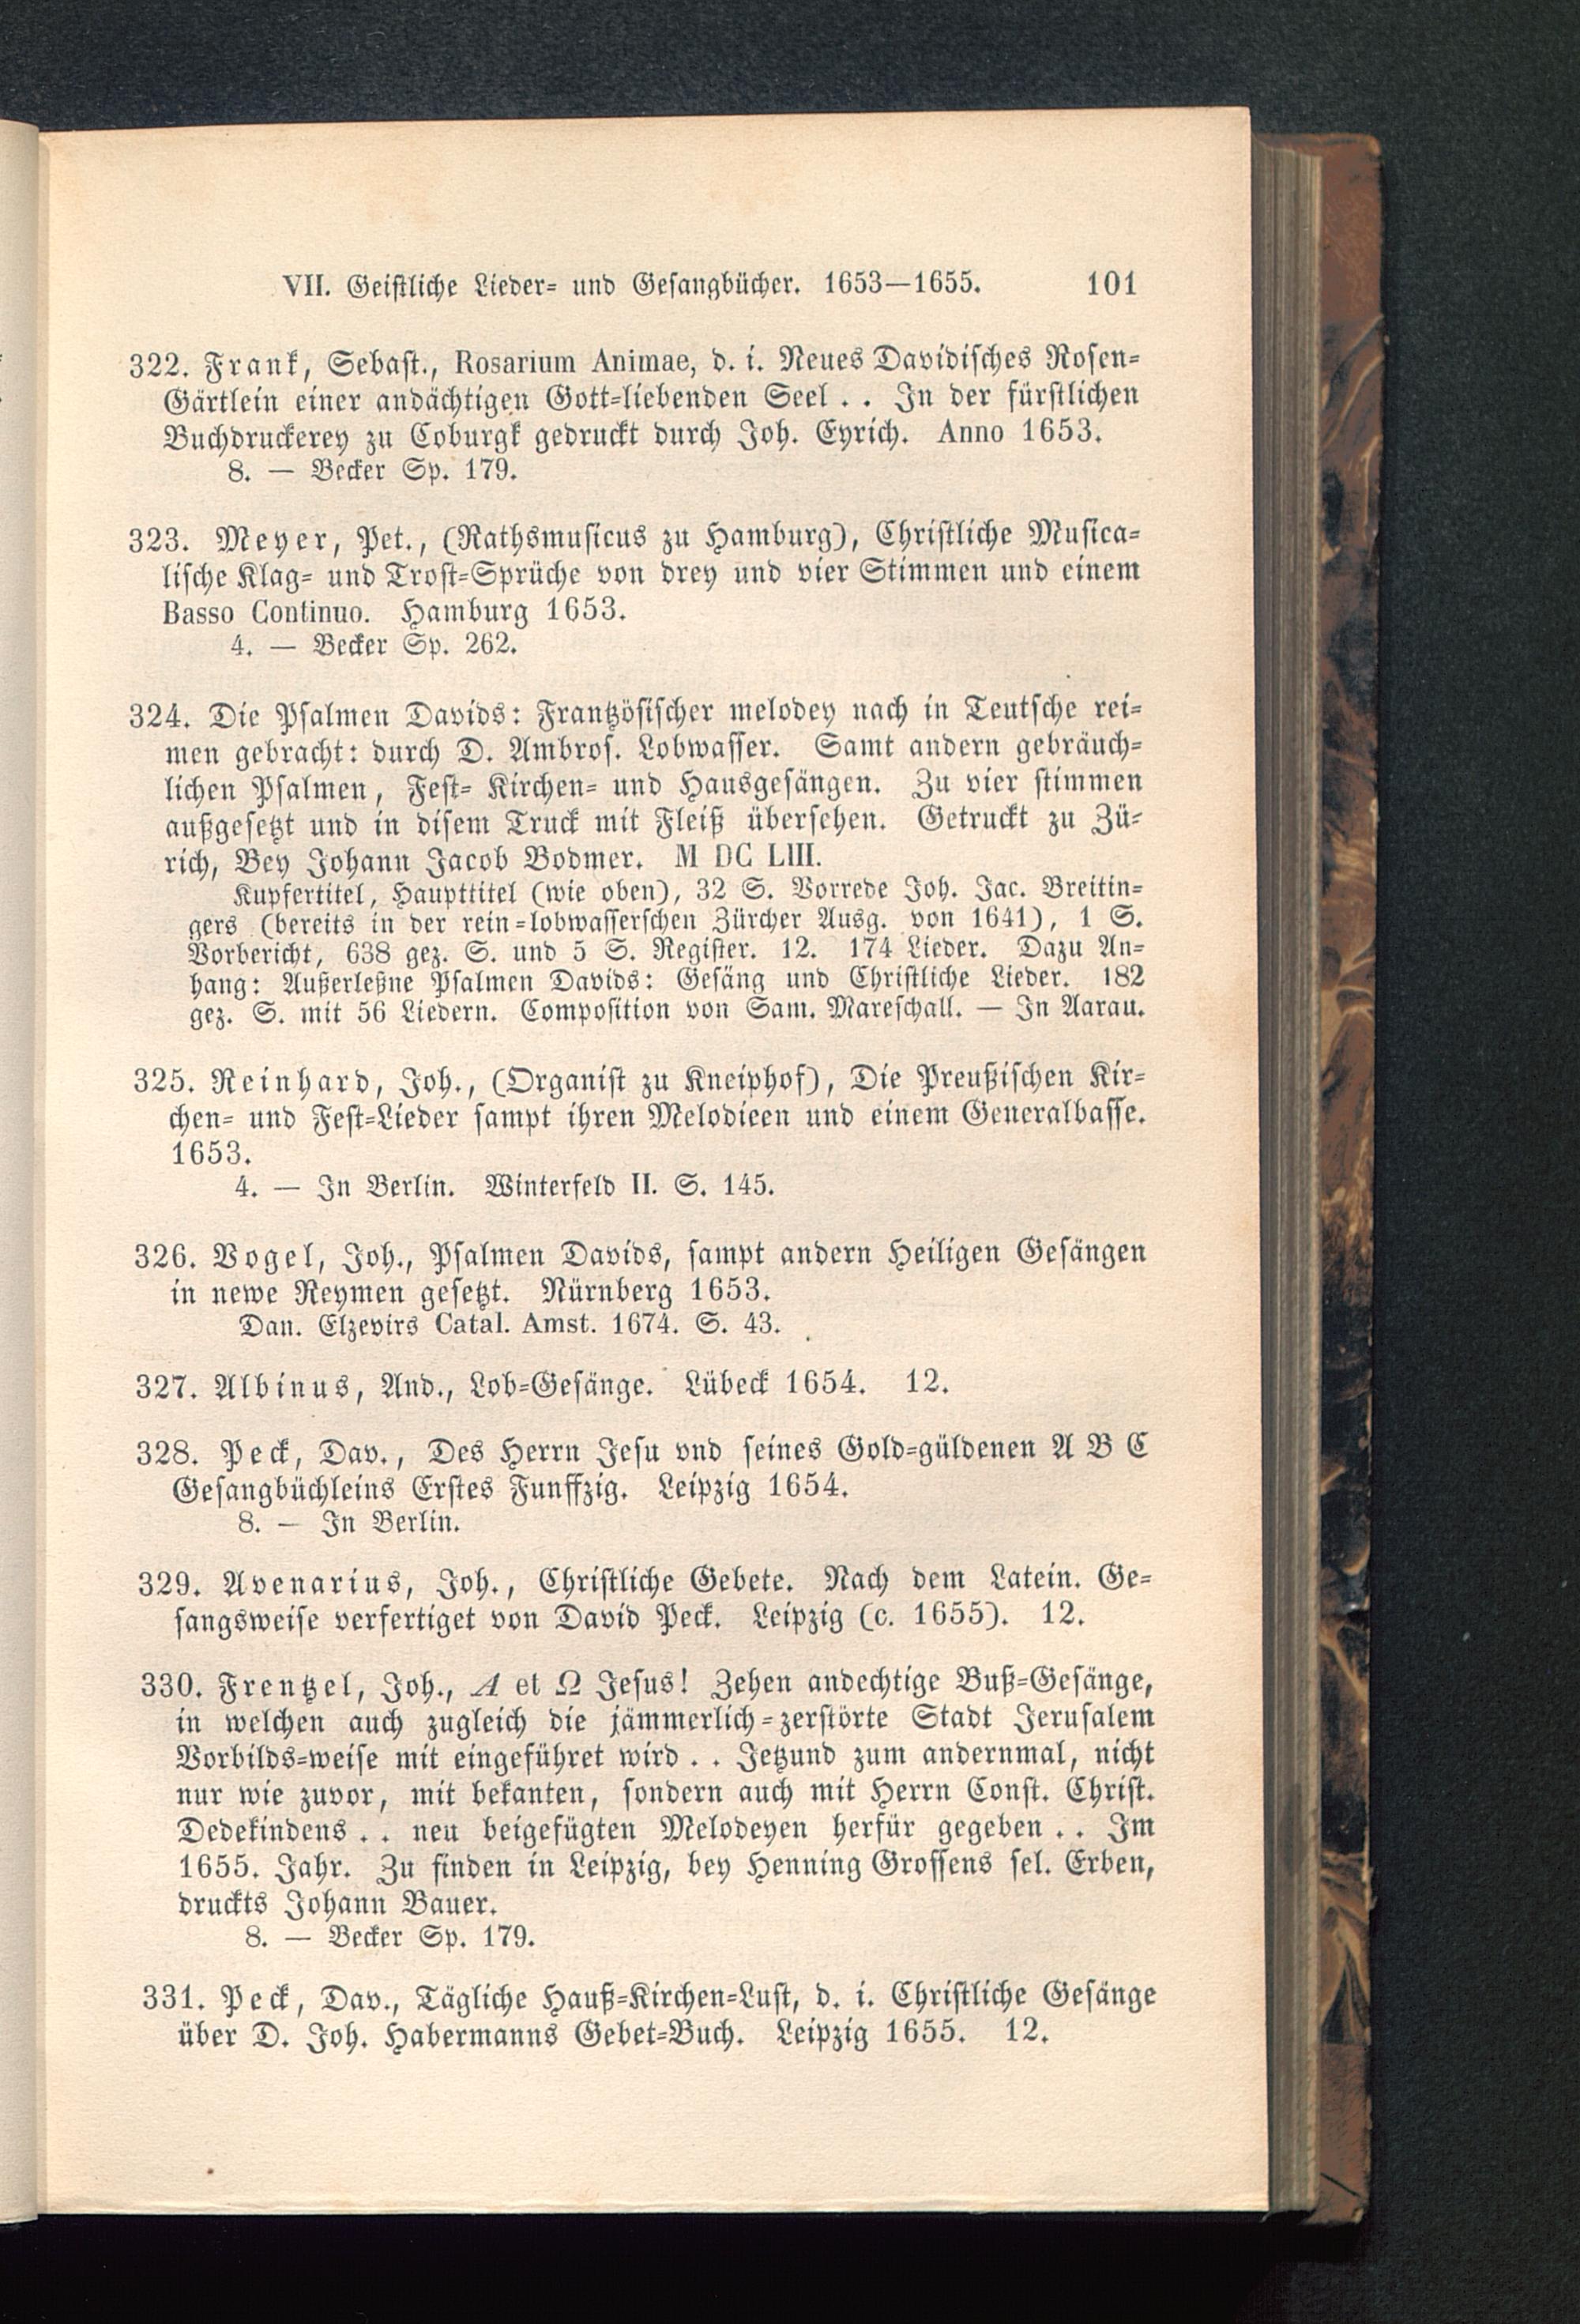 VII. Geistliche Lieder- und Gesangbücher. 1653—1655. 101
322. Frank, Sebast., Rosarium Animae, d. i. Neues Davidisches Rosen-
Gärtlein einer andächtigen Gott-liebenden Seel . . In der fürstlichen
Buchdruckerey zu Coburgk gedruckt durch Joh. Eyrich. Anno 1653.
8. — Becker Sp. 179.
323. Meyer, Pet., (Rathsmusicus zu Hamburg), Christliche Musica-
lische Klag- und Trost-Sprüche von drey und vier Stimmen und einem
Basso Continuo. Hamburg 1653.
4. — Becker Sp. 262.
324. Die Psalmen Davids: Frantzösischer melodey nach in Teutsche rei-
men gebracht: durch D. Ambros. Lobwasser. Samt andern gebräuch-
lichen Psalmen, Fest- Kirchen- und Hausgesängen. Zu vier stimmen
außgesetzt und in disem Truck mit Fleiß übersehen. Getruckt zu Zü-
rich, Bey Johann Jacob Bodmer. M DC LIII.
Kupfertitel, Haupttitel (wie oben), 32 S. Vorrede Joh. Jac. Breitin-
gers (bereits in der rein-lobwasserschen Zürcher Ausg. von 1641), 1 S.
Vorbericht, 638 gez. S. und 5 S. Register. 12. 174 Lieder. Dazu An-
hang: Außerleßne Psalmen Davids: Gesäng und Christliche Lieder. 182
gez. S. mit 56 Liedern. Composition von Sam. Mareschall. — In Aarau.
325. Reinhard, Joh., (Organist zu Kneiphof), Die Preußischen Kir-
chen- und Fest-Lieder sampt ihren Melodieen und einem Generalbasse.
1653.
4. — In Berlin. Winterfeld II. S. 145.
326. Vogel, Joh., Psalmen Davids, sampt andern Heiligen Gesängen
in newe Reymen gesetzt. Nürnberg 1653.
Dan. Elzevirs Catal. Amst. 1674. S. 43.
327. Albinus, And., Lob-Gesänge. Lübeck 1654. 12.
328. Peck, Dav., Des Herrn Jesu vnd seines Gold-güldenen A B C
Gesangbüchleins Erstes Funffzig. Leipzig 1654.
8. — In Berlin.
329. Avenarius, Joh., Christliche Gebete. Nach dem Latein. Ge-
sangsweise verfertiget von David Peck. Leipzig (c. 1655). 12.
330. Frentzel, Joh., Α et Ω Jesus! Zehen andechtige Buß-Gesänge,
in welchen auch zugleich die jämmerlich-zerstörte Stadt Jerusalem
Vorbilds-weise mit eingeführet wird . . Jetzund zum andernmal, nicht
nur wie zuvor, mit bekanten, sondern auch mit Herrn Const. Christ.
Dedekindens . . neu beigefügten Melodeyen herfür gegeben . . Im
1655. Jahr. Zu finden in Leipzig, bey Henning Grossens sel. Erben,
druckts Johann Bauer.
8. — Becker Sp. 179.
331. Peck, Dav., Tägliche Hauß-Kirchen-Lust, d. i. Christliche Gesänge
über D. Joh. Habermanns Gebet-Buch. Leipzig 1655. 12.